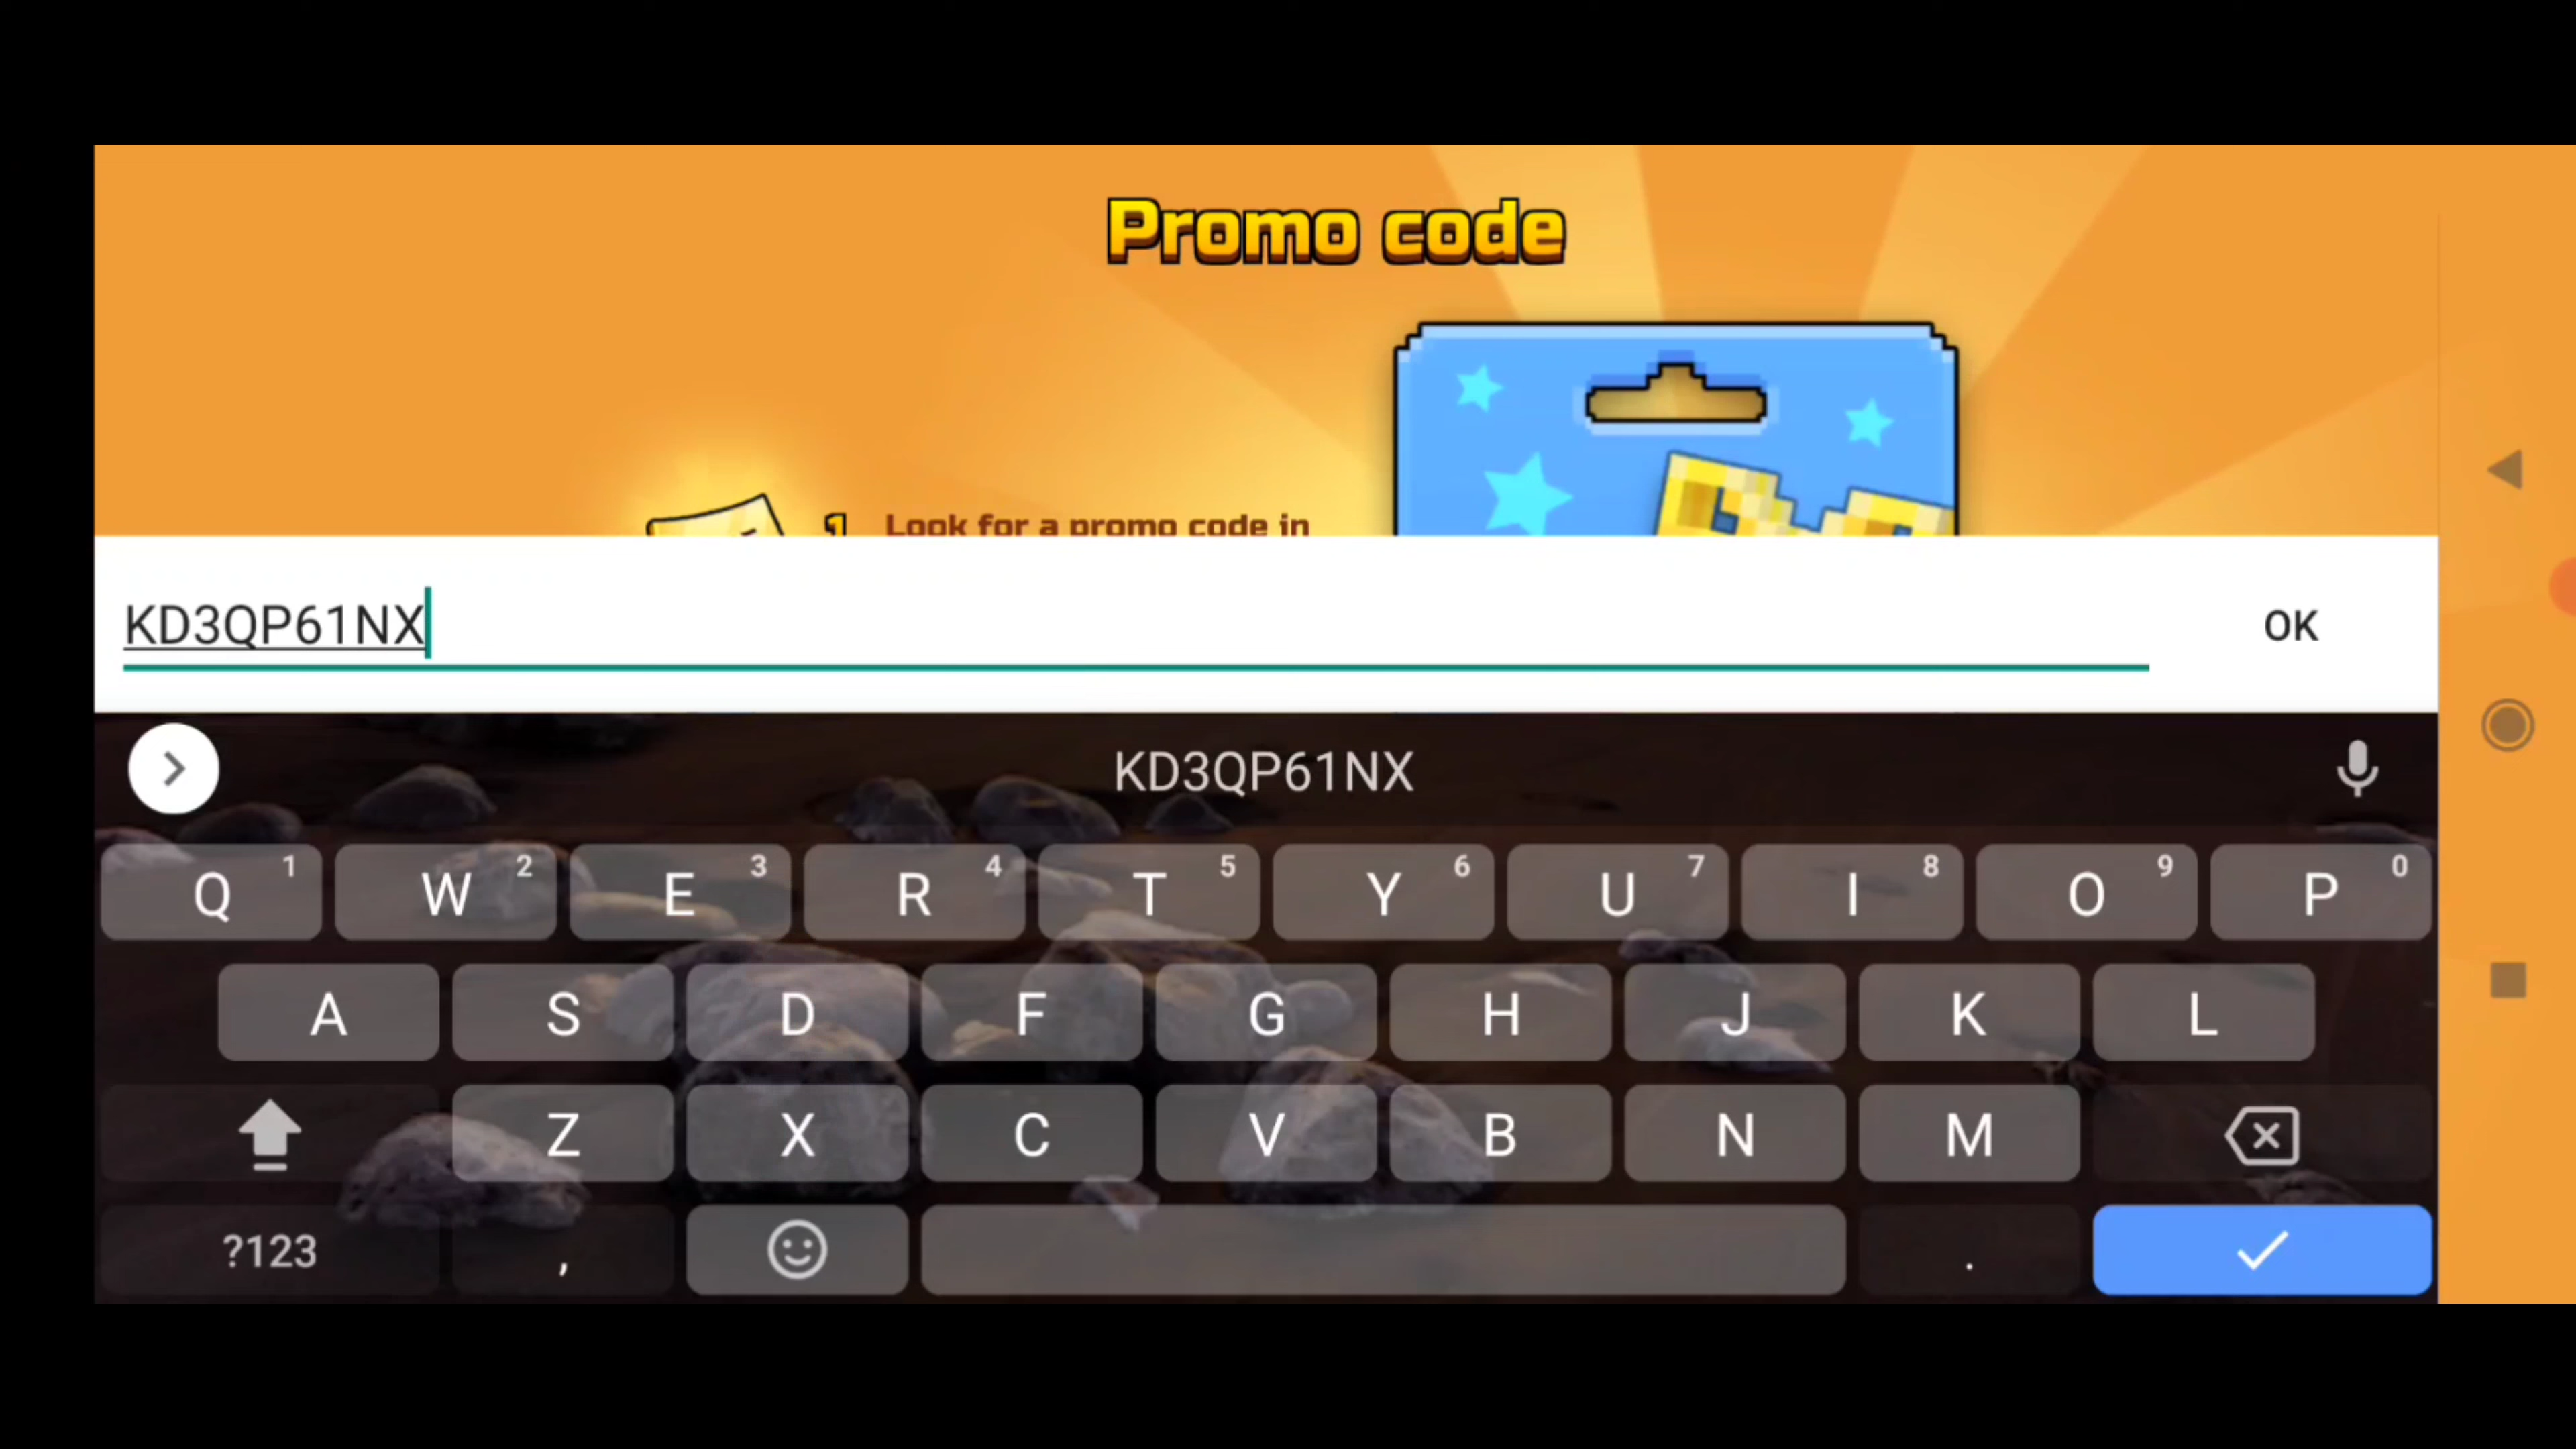 Promo code
1 Look for a promo code in
KD3QP61NX
OK
KD3QP61NX
Q 1 W 2 E 3 R 4 T 5 Y 6 U 7 I 8 O 9 P 0
A S D F G H J K L
Z X C V B N M
?123 , .